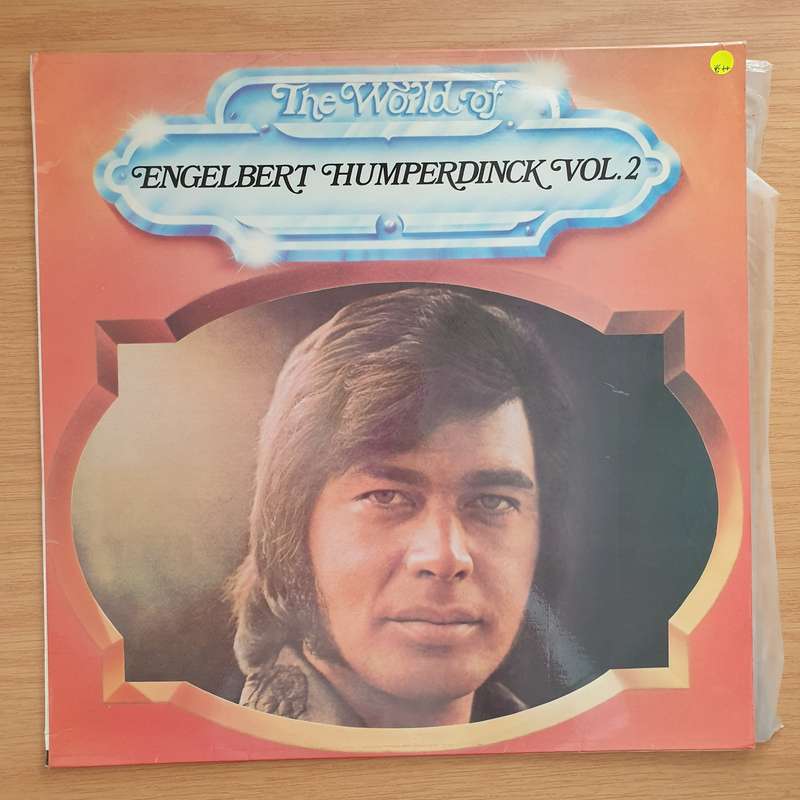 The World of
ENGELBERT HUMPERDINCK VOL. 2